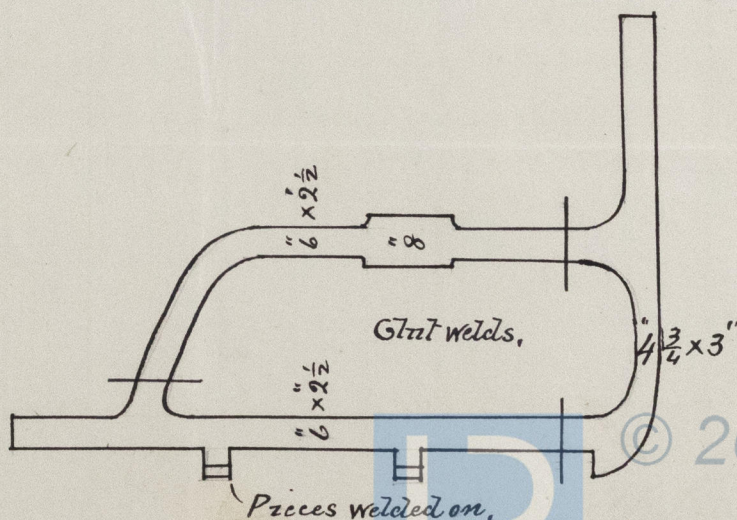 6" x 2½"
8"
Glut welds.
4¾" x 3"
6" x 2½"
Pieces welded on.
©